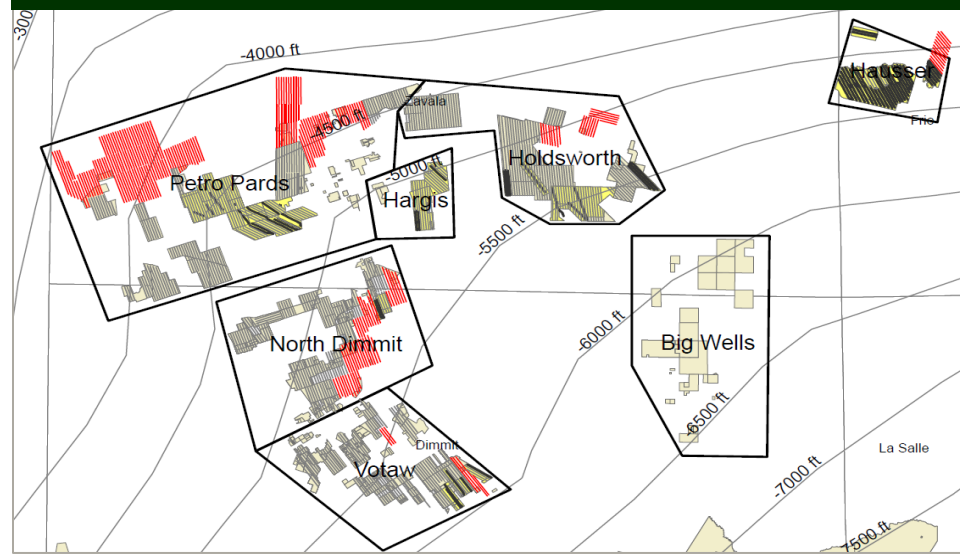 -300
-4000 ft
Hausser
Zavala
-4500 ft
Frio
Holdsworth
-5000 ft
Petro Pards
Hargis
-5500 ft
-6000 ft
North Dimmit
Big Wells
-6500 ft
Dimmit
La Salle
Votaw
-7000 ft
7500 ft